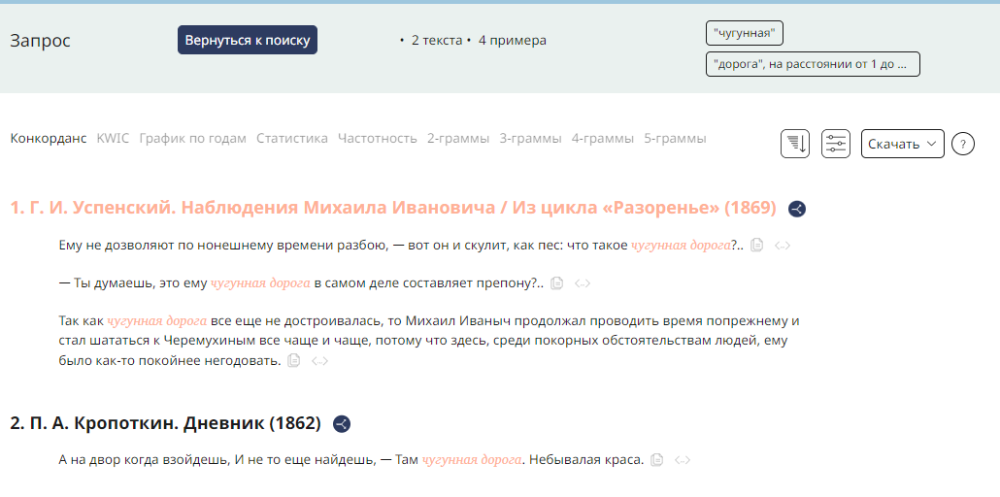 Запрос
Вернуться к поиску
• 2 текста • 4 примера
"чугунная"
"дорога", на расстоянии от 1 до ...
Конкорданс KWIC График по годам Статистика Частотность 2-граммы 3-граммы 4-граммы 5-граммы
Скачать
?
1. Г. И. Успенский. Наблюдения Михаила Ивановича / Из цикла «Разоренье» (1869)
Ему не дозволяют по нонешнему времени разбою, — вот он и скулит, как пес: что такое чугунная дорога?..
— Ты думаешь, это ему чугунная дорога в самом деле составляет препону?..
Так как чугунная дорога все еще не достроивалась, то Михаил Иваныч продолжал проводить время попрежнему и
стал шататься к Черемухиным все чаще и чаще, потому что здесь, среди покорных обстоятельствам людей, ему
было как-то покойнее негодовать.
2. П. А. Кропоткин. Дневник (1862)
А на двор когда взойдешь, И не то еще найдешь, — Там чугунная дорога. Небывалая краса.